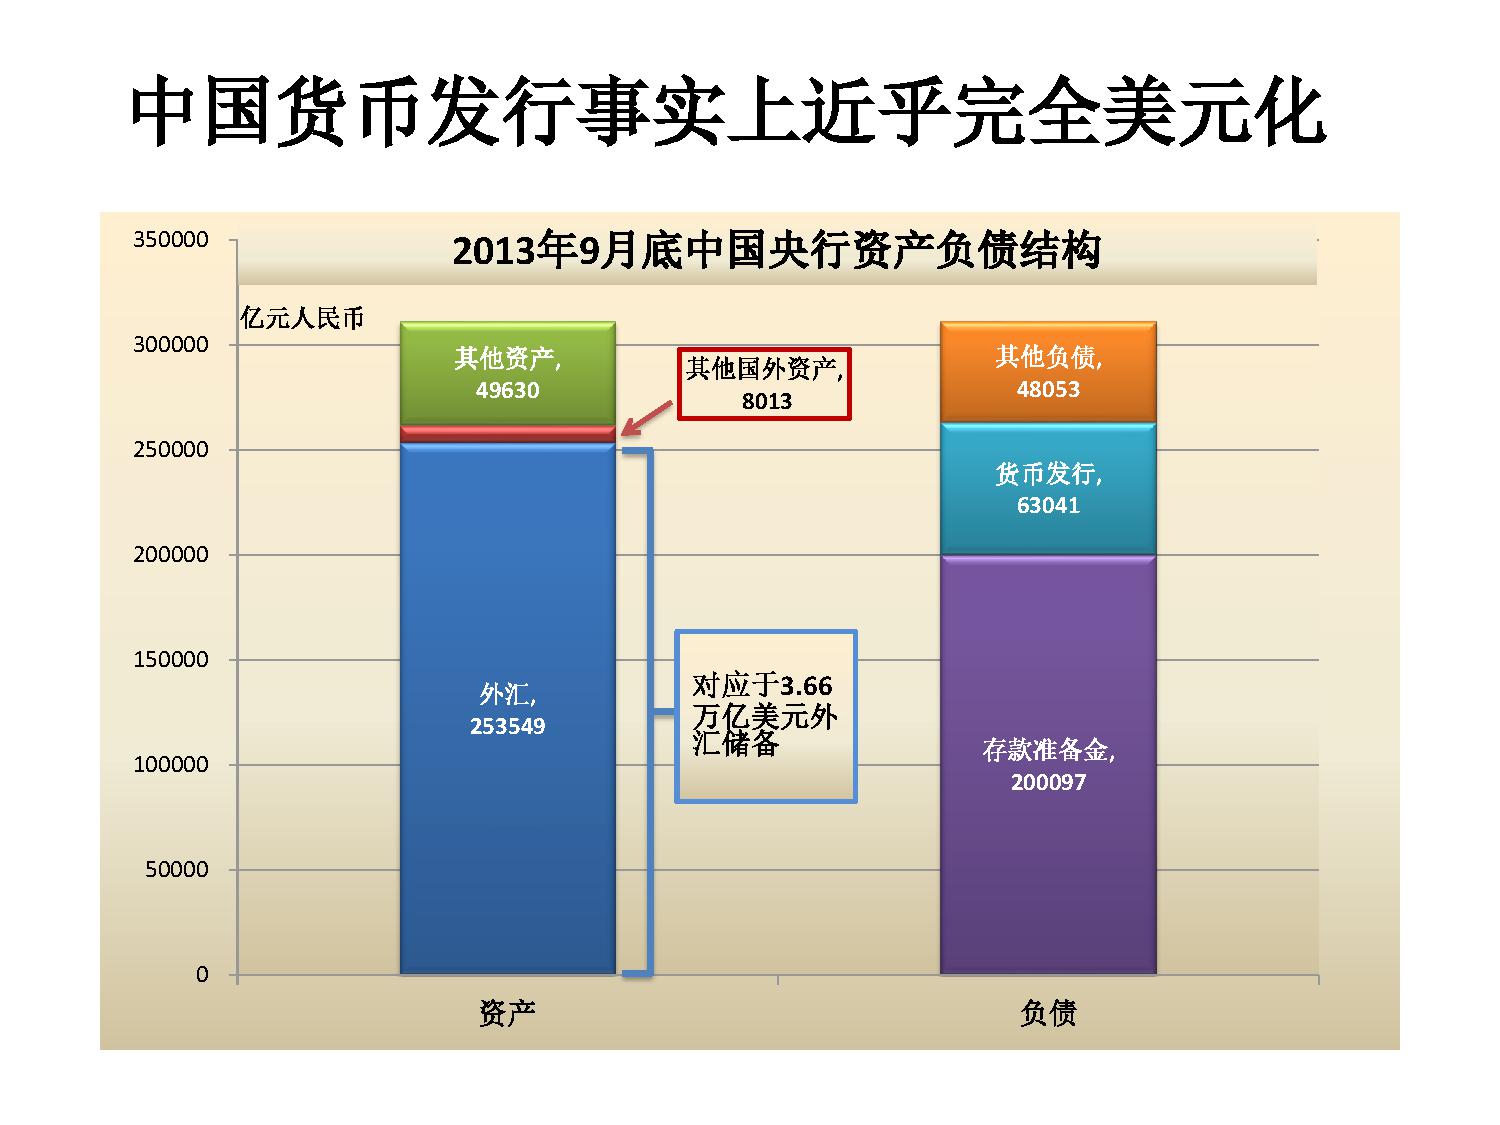 中国货币发行事实上近乎完全美元化
2013年9月底中国央行资产负债结构
亿元人民币
350000
300000
250000
200000
150000
100000
50000
0
其他资产,
49630
其他国外资产,
8013
外汇,
253549
对应于3.66
万亿美元外
汇储备
其他负债,
48053
货币发行,
63041
存款准备金,
200097
资产
负债